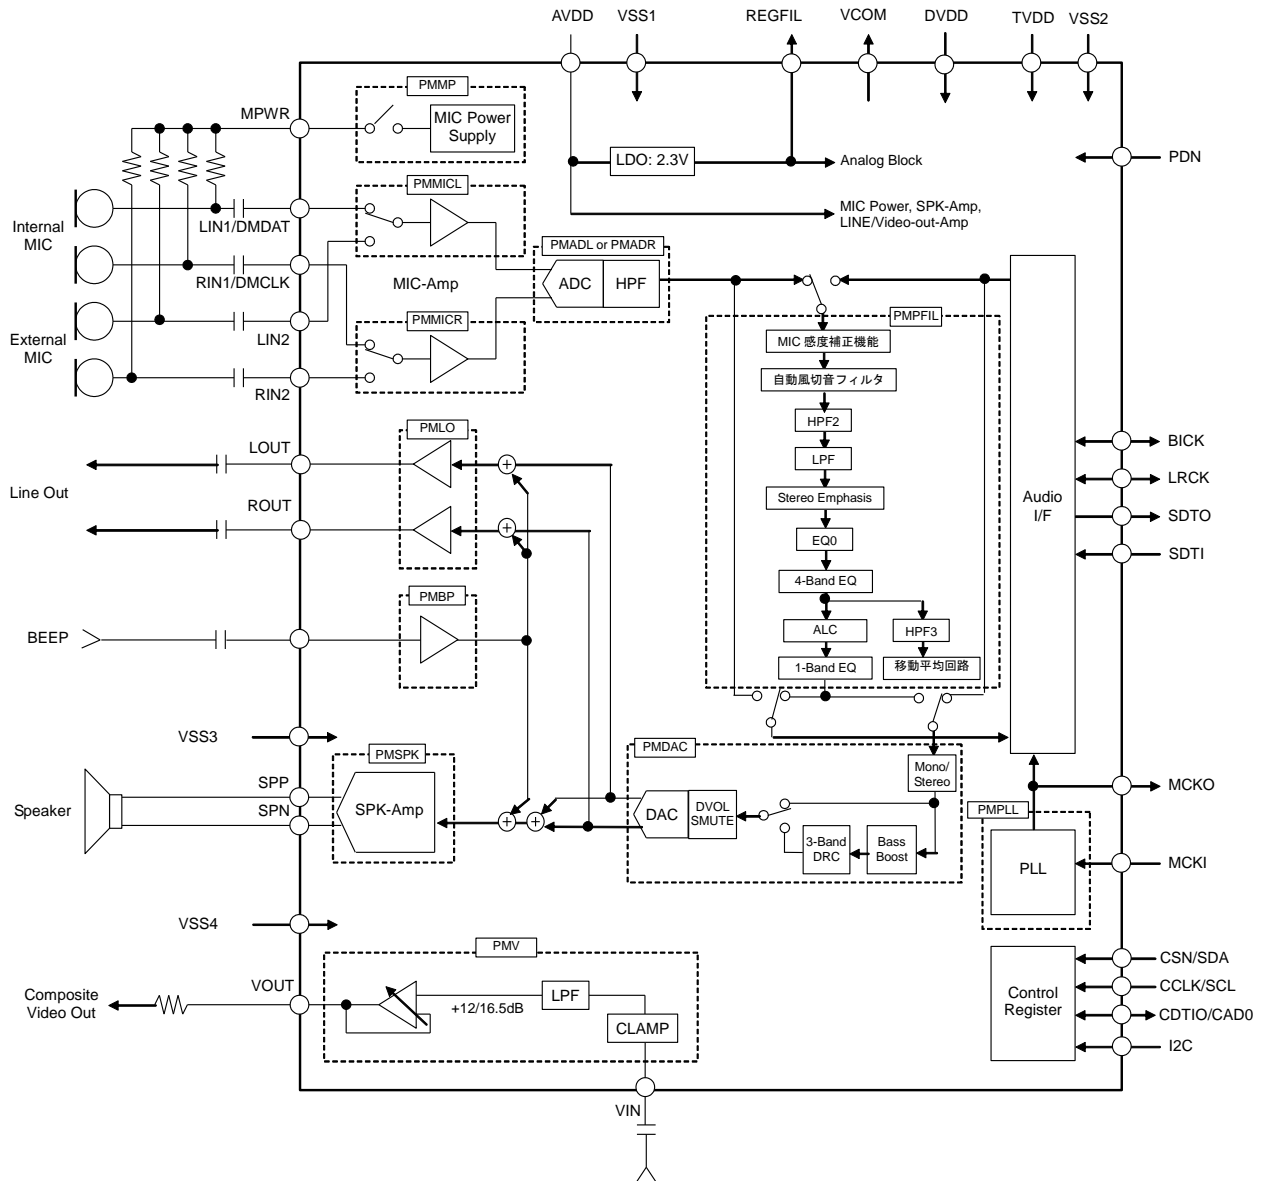 AVDD
VSS1
REGFIL
VCOM
DVDD
TVDD
VSS2
PMMP
MPWR
MIC Power
Supply
LDO: 2.3V
Analog Block
PDN
PMMICL
Internal
MIC
LIN1/DMDAT
MIC Power, SPK-Amp,
LINE/Video-out-Amp
PMADL or PMADR
RIN1/DMCLK
MIC-Amp
ADC
HPF
External
MIC
LIN2
PMMICR
RIN2
PMPFIL
MIC 感度補正機能
自動風切音フィルタ
HPF2
LPF
Stereo Emphasis
EQ0
4-Band EQ
ALC
HPF3
1-Band EQ
移動平均回路
Audio
I/F
BICK
LRCK
SDTO
SDTI
PMLO
LOUT
Line Out
ROUT
+
+
PMBP
BEEP
VSS3
PMSPK
Speaker
SPP
SPN
SPK-Amp
+
+
PMDAC
Mono/
Stereo
DAC
DVOL
SMUTE
3-Band
DRC
Bass
Boost
MCKO
PMPLL
PLL
MCKI
VSS4
PMV
VOUT
Composite
Video Out
+12/16.5dB
LPF
CLAMP
VIN
Control
Register
CSN/SDA
CCLK/SCL
CDTIO/CAD0
I2C